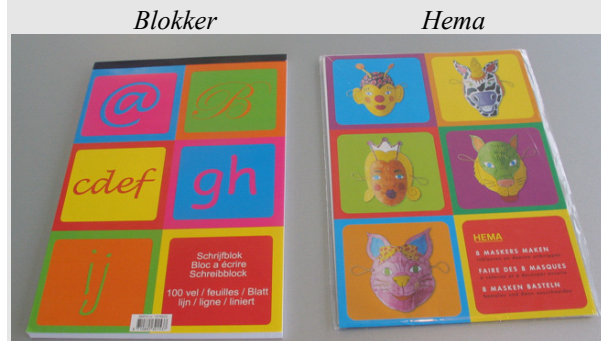 Blokker
Hema
@
B
cdef
gh
ij
Schrijfblok
Bloc a écrire
Schreibblock
100 vel / feuilles / Blatt
lijn / ligne / liniert
HEMA
8 MASKERS MAKEN
FAIRE DES 8 MASQUES
8 MASKEN BASTELN